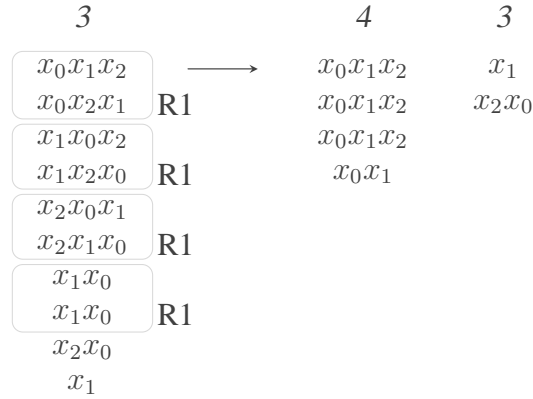 3 4 3
x₀x₁x₂ x₀x₁x₂ x₁
x₀x₂x₁ R1 x₀x₁x₂ x₂x₀
x₁x₀x₂ x₀x₁x₂
x₁x₂x₀ R1 x₀x₁
x₂x₀x₁
x₂x₁x₀ R1
x₁x₀
x₁x₀ R1
x₂x₀
x₁